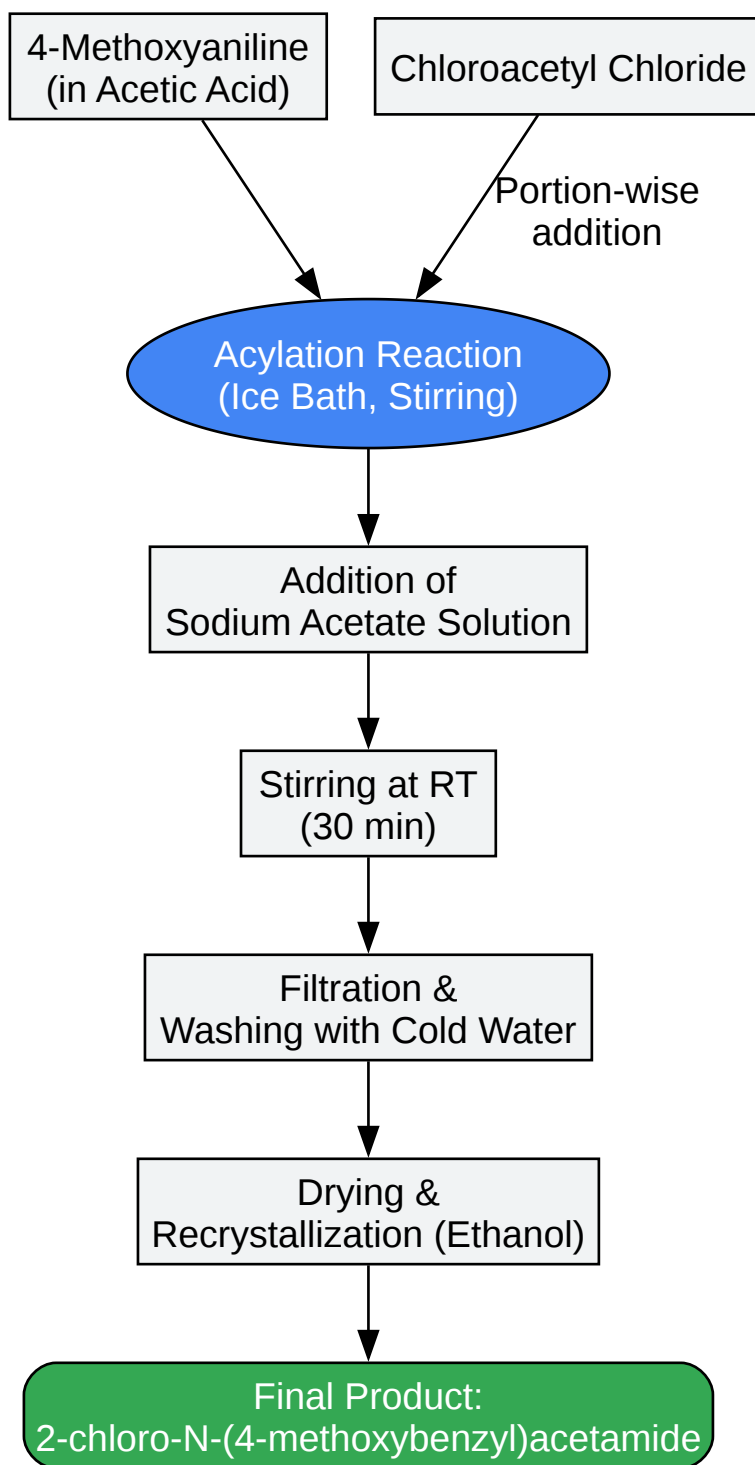 4-Methoxyaniline
(in Acetic Acid)
Chloroacetyl Chloride
Portion-wise
addition
Acylation Reaction
(Ice Bath, Stirring)
Addition of
Sodium Acetate Solution
Stirring at RT
(30 min)
Filtration &
Washing with Cold Water
Drying &
Recrystallization (Ethanol)
Final Product:
2-chloro-N-(4-methoxybenzyl)acetamide